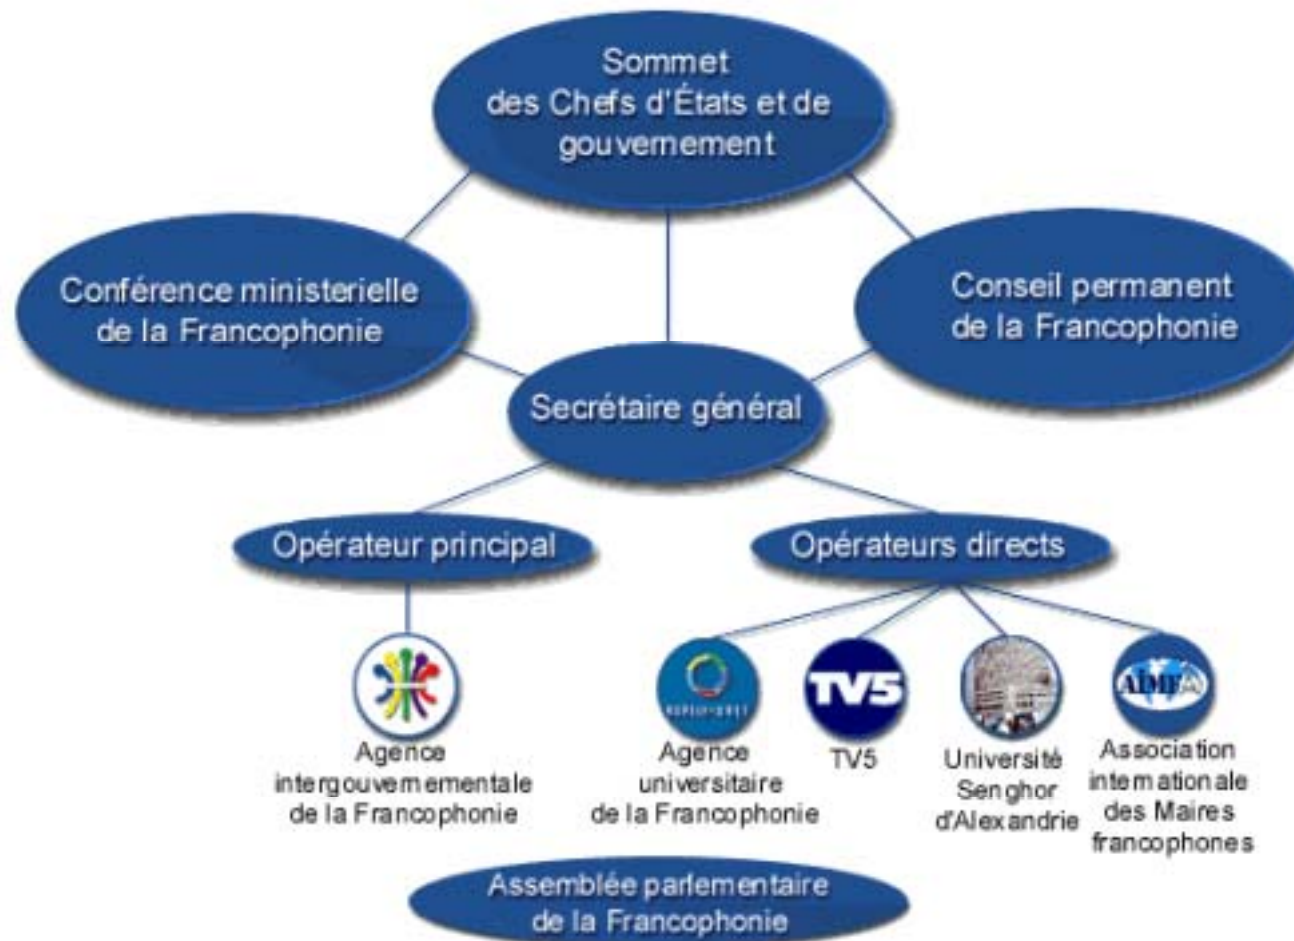 Sommet
des Chefs d'États et de
gouvernement
Conférence ministerielle
de la Francophonie
Conseil permanent
de la Francophonie
Secrétaire général
Opérateur principal
Opérateurs directs
TV5
AIMF
Agence
intergouvernementale
de la Francophonie
Agence
universitaire
de la Francophonie
TV5
Université
Senghor
d'Alexandrie
Association
internationale
des Maires
francophones
Assemblée parlementaire
de la Francophonie